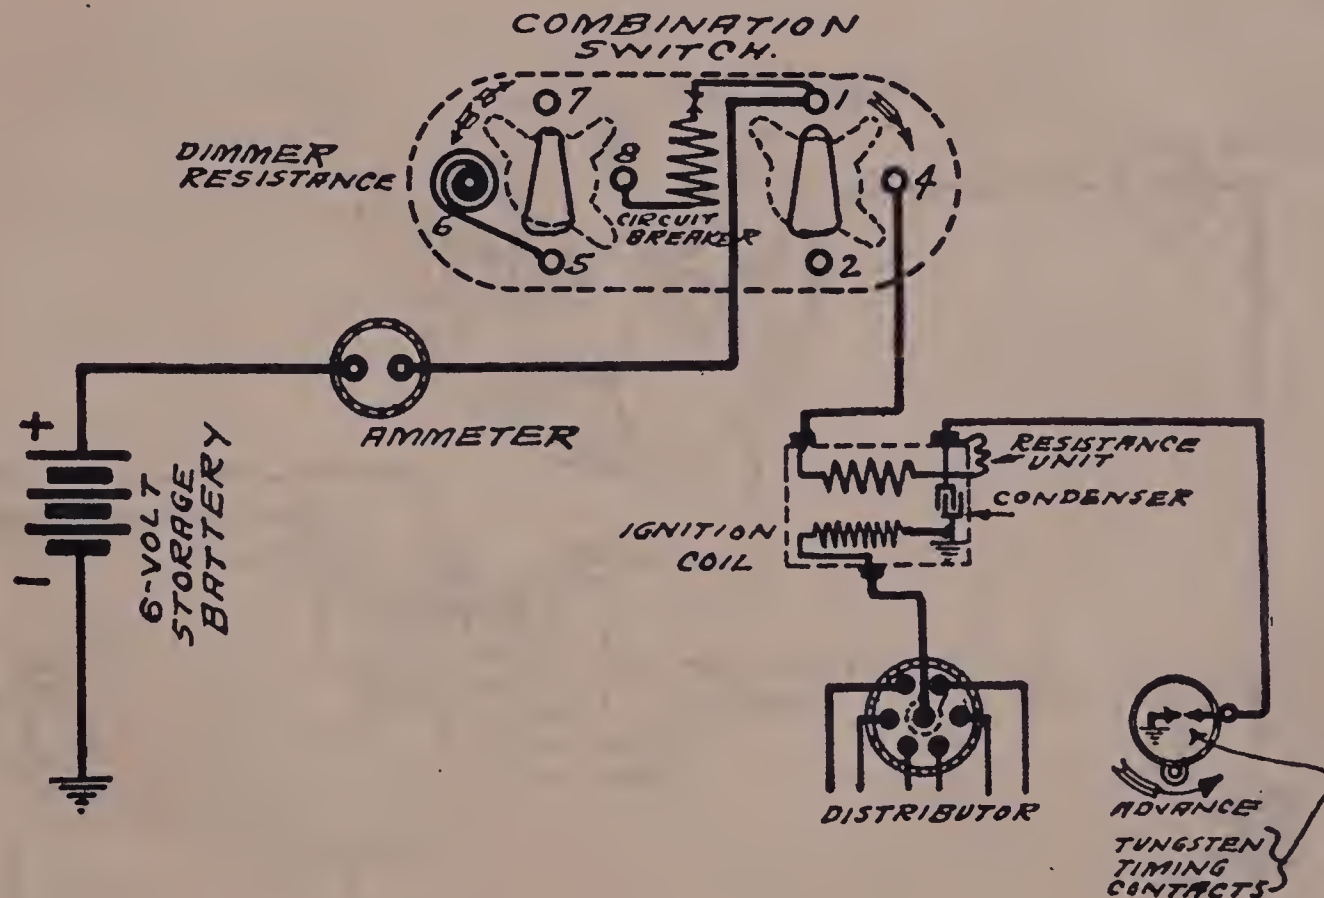 COMBINATION
SWITCH.
7
1
DIMMER
RESISTANCE
8
4
6
CIRCUIT
BREAKER
5
2
AMMETER
+
-
6-VOLT
STORAGE
BATTERY
RESISTANCE
UNIT
CONDENSER
IGNITION
COIL
DISTRIBUTOR
ADVANCE
TUNGSTEN
TIMING
CONTACTS